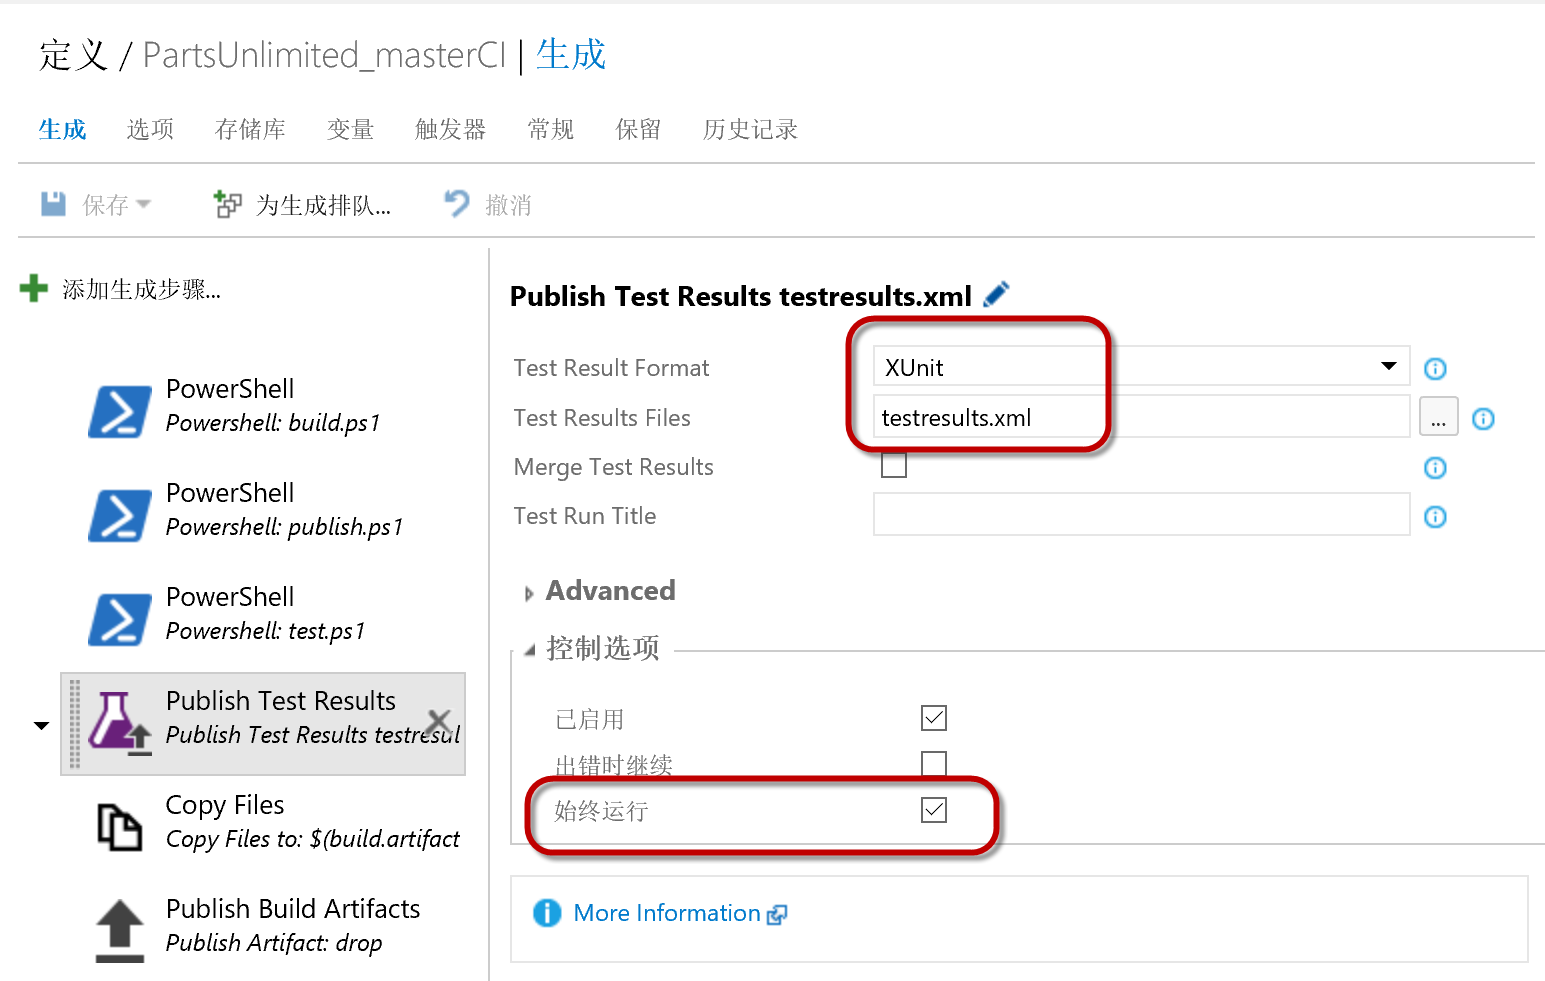 定义 / PartsUnlimited_masterCI | 生成
生成 选项 存储库 变量 触发器 常规 保留 历史记录
保存 为生成排队... 撤消
添加生成步骤...
PowerShell
Powershell: build.ps1
PowerShell
Powershell: publish.ps1
PowerShell
Powershell: test.ps1
Publish Test Results
Publish Test Results testresul
Copy Files
Copy Files to: $(build.artifact
Publish Build Artifacts
Publish Artifact: drop
Publish Test Results testresults.xml
Test Result Format XUnit
Test Results Files testresults.xml ...
Merge Test Results
Test Run Title
Advanced
控制选项
已启用
出错时继续
始终运行
More Information